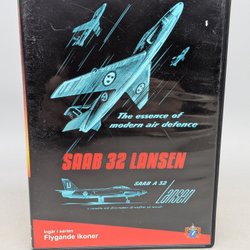 The essence of
modern air defence
SAAB 32 LANSEN
SAAB A 32
Lansen
Ingår i serien
Flygande ikoner